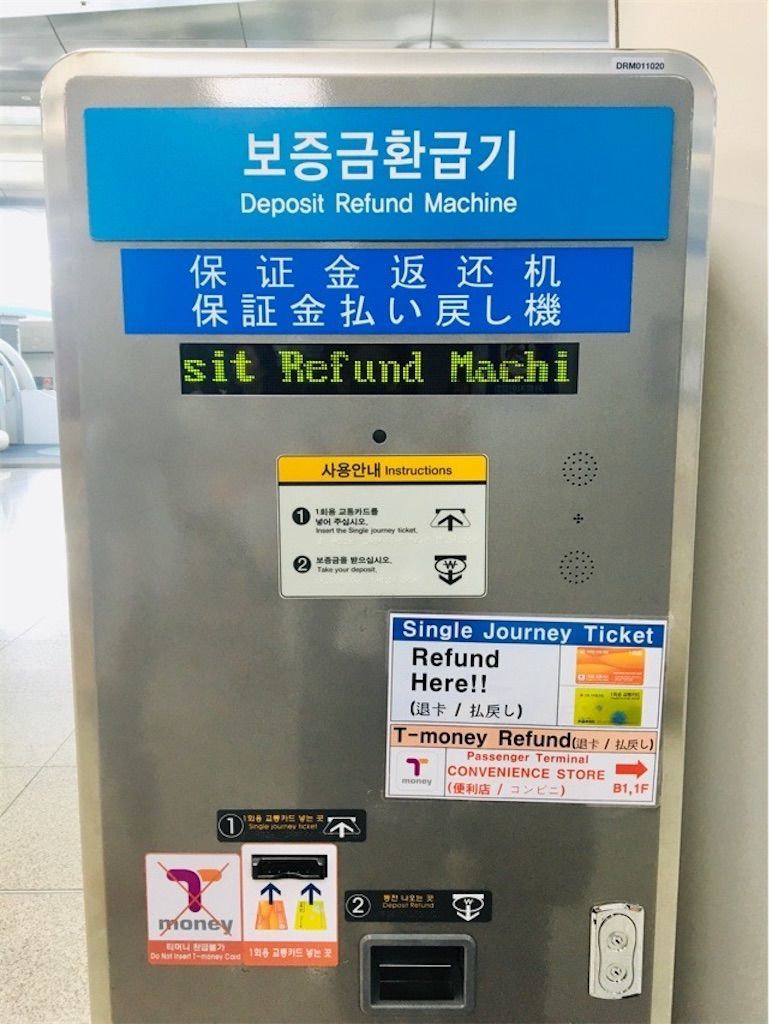 DRM011020
보증금환급기
Deposit Refund Machine
保证金返还机
保証金払い戻し機
sit Refund Machi
사용안내 Instructions
1 1회용 교통카드를
넣어 주십시오.
Insert the Single journey ticket.
2 보증금을 받으십시오.
Take your deposit.
Single Journey Ticket
Refund
Here!!
(退卡 / 払戻し)
T-money Refund(退卡 / 払戻し)
Passenger Terminal
CONVENIENCE STORE
(便利店 / コンビニ)
B1,1F
T money
1 1회용 교통카드 넣는 곳
Single journey ticket
T money
티머니 환급불가
Do Not Insert T-money Card
1회용 교통카드 넣는 곳
2 동전 나오는 곳
Deposit Refund